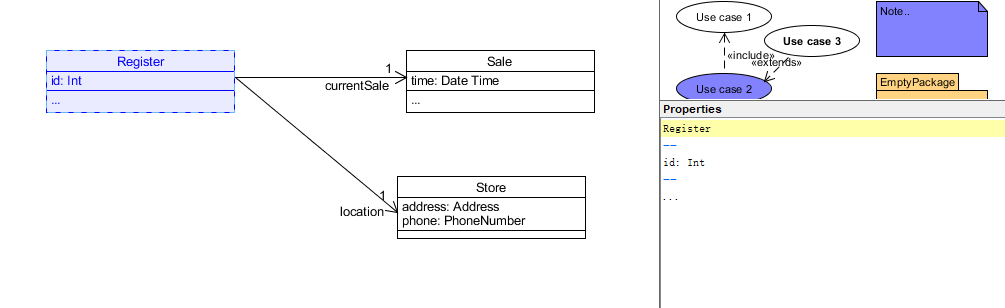 Register
id: Int
...
1
currentSale
Sale
time: Date Time
...
1
location
Store
address: Address
phone: PhoneNumber
Use case 1
Use case 3
«include»
«extends»
Use case 2
Note..
EmptyPackage
Properties
Register
--
id: Int
--
...